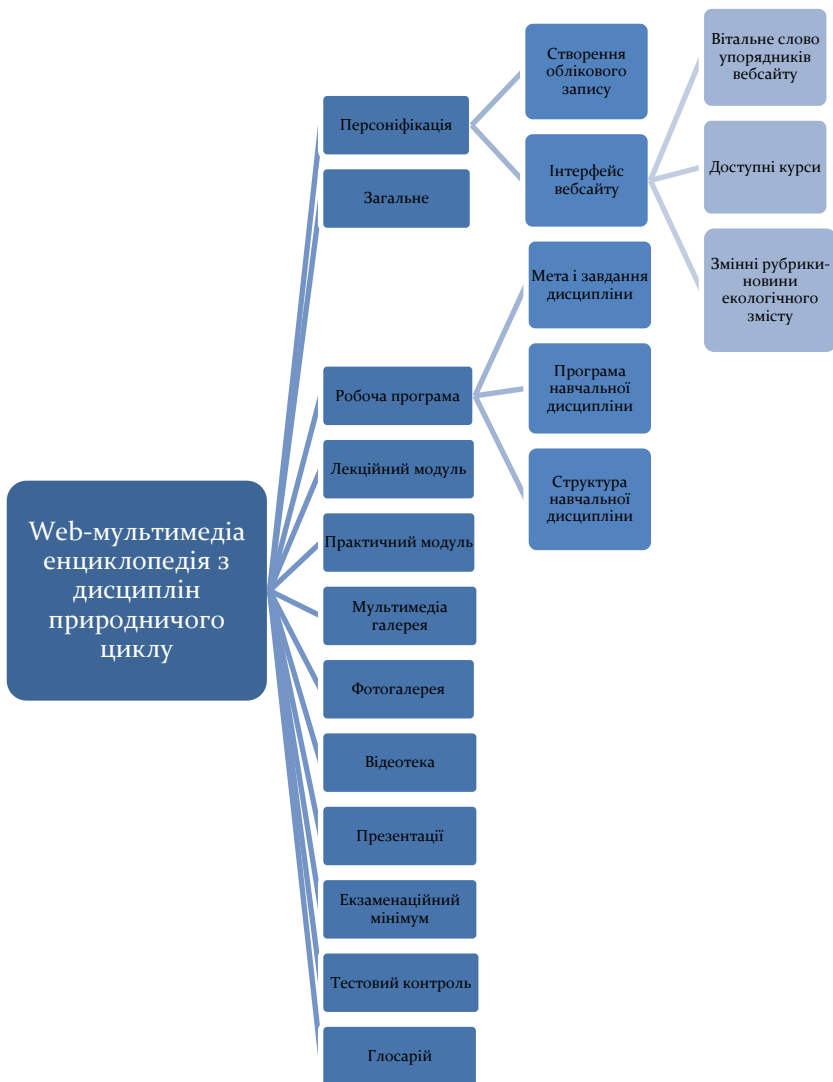 Web-мультимедіа
енциклопедія з
дисциплін
природничого
циклу
Персоніфікація
Створення
облікового
запису
Інтерфейс
вебсайту
Вітальне слово
упорядників
вебсайту
Доступні курси
Змінні рубрики-
новини
екологічного
змісту
Загальне
Робоча програма
Мета і завдання
дисципліни
Програма
навчальної
дисципліни
Структура
навчальної
дисципліни
Лекційний модуль
Практичний модуль
Мультимедіа
галерея
Фотогалерея
Відеотека
Презентації
Екзаменаційний
мінімум
Тестовий контроль
Глосарій